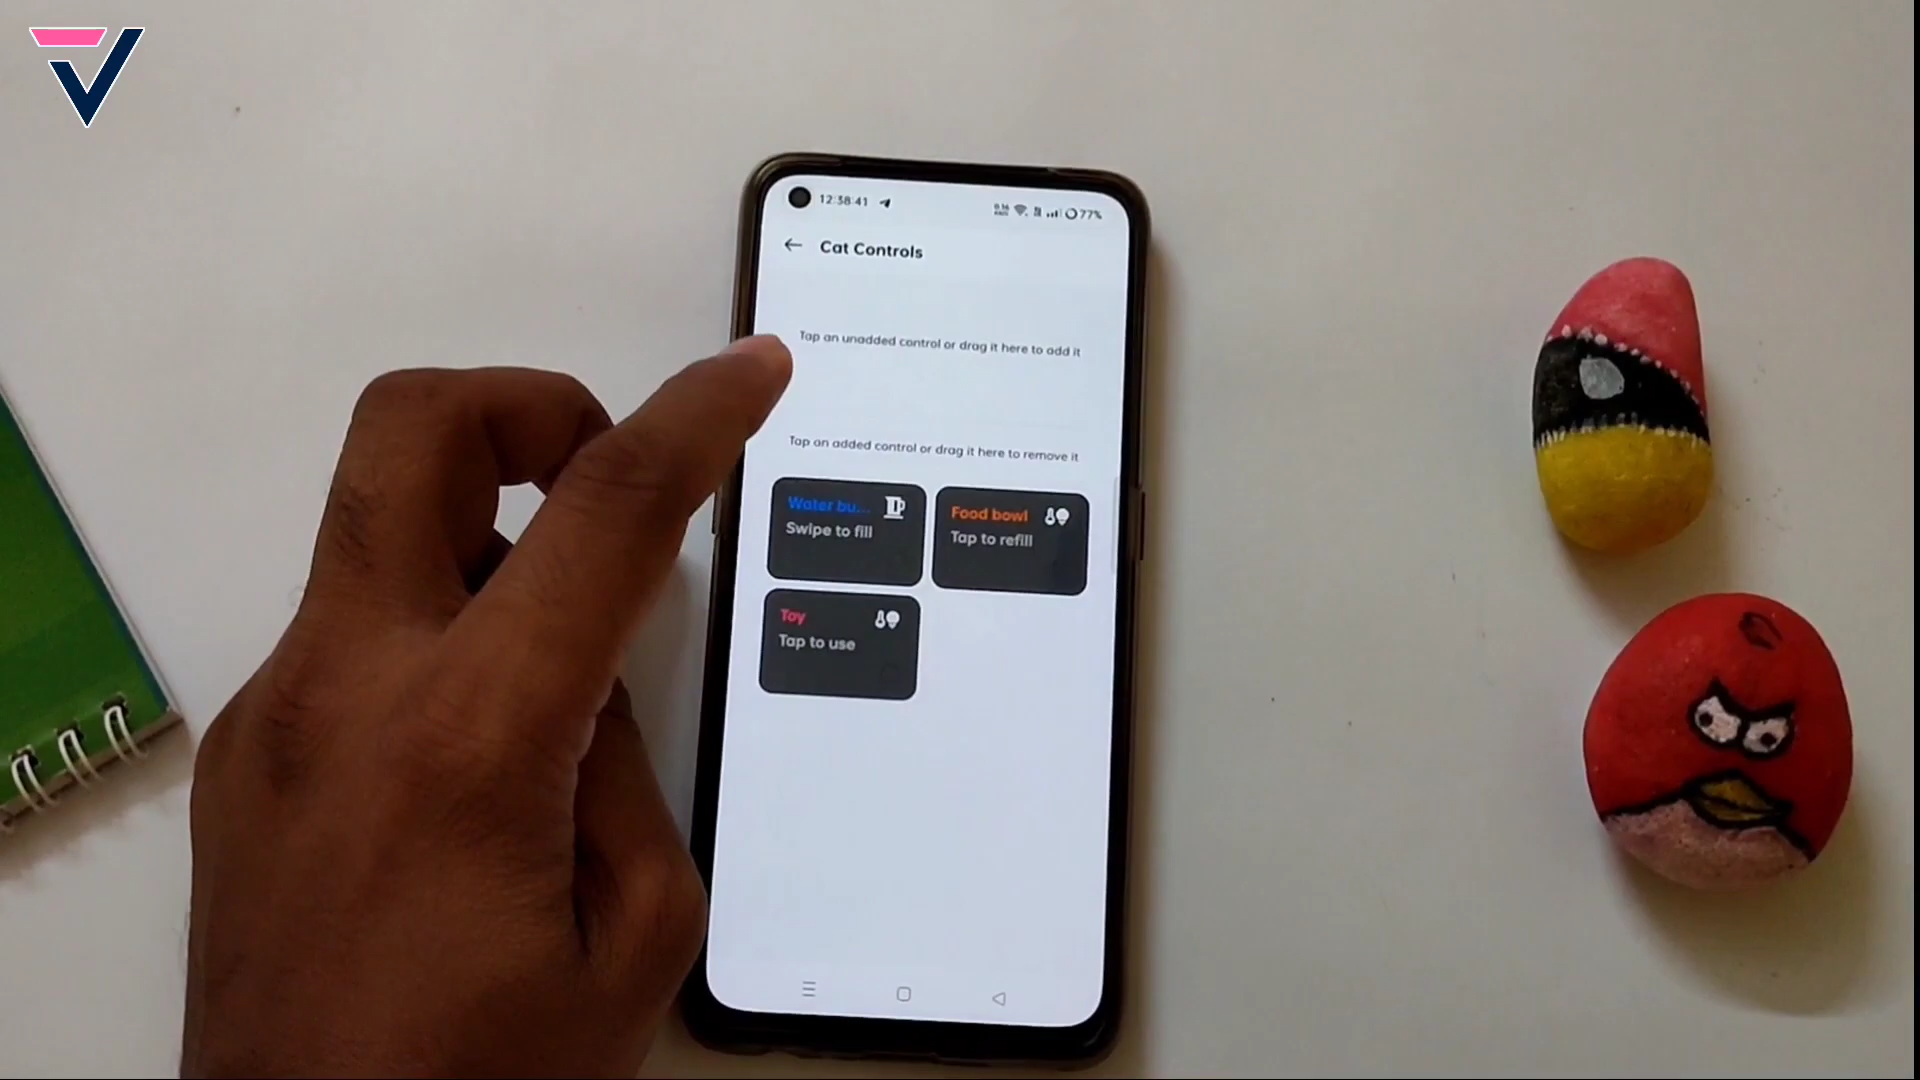 12:38:41
77%
Cat Controls
Tap an unadded control or drag it here to add it
Tap an added control or drag it here to remove it
Water bu...
Swipe to fill
Food bowl
Tap to refill
Toy
Tap to use